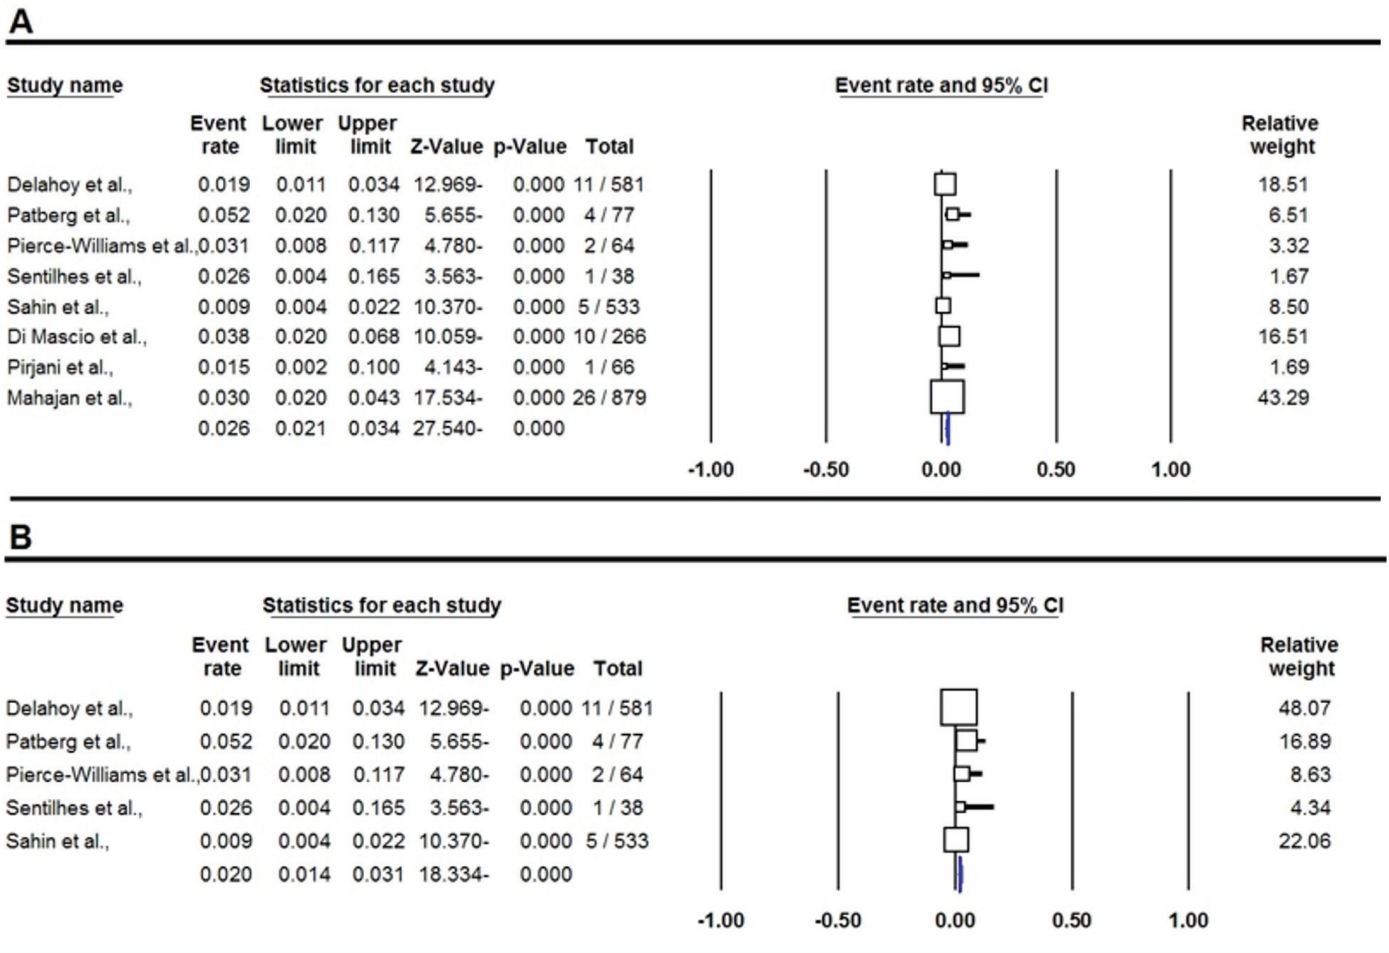 A
Study name Statistics for each study Event rate and 95% CI
Event Lower Upper Relative
rate limit limit Z-Value p-Value Total weight
Delahoy et al., 0.019 0.011 0.034 12.969- 0.000 11 / 581 18.51
Patberg et al., 0.052 0.020 0.130 5.655- 0.000 4 / 77 6.51
Pierce-Williams et al., 0.031 0.008 0.117 4.780- 0.000 2 / 64 3.32
Sentilhes et al., 0.026 0.004 0.165 3.563- 0.000 1 / 38 1.67
Sahin et al., 0.009 0.004 0.022 10.370- 0.000 5 / 533 8.50
Di Mascio et al., 0.038 0.020 0.068 10.059- 0.000 10 / 266 16.51
Pirjani et al., 0.015 0.002 0.100 4.143- 0.000 1 / 66 1.69
Mahajan et al., 0.030 0.020 0.043 17.534- 0.000 26 / 879 43.29
0.026 0.021 0.034 27.540- 0.000
-1.00 -0.50 0.00 0.50 1.00
B
Study name Statistics for each study Event rate and 95% CI
Event Lower Upper Relative
rate limit limit Z-Value p-Value Total weight
Delahoy et al., 0.019 0.011 0.034 12.969- 0.000 11 / 581 48.07
Patberg et al., 0.052 0.020 0.130 5.655- 0.000 4 / 77 16.89
Pierce-Williams et al., 0.031 0.008 0.117 4.780- 0.000 2 / 64 8.63
Sentilhes et al., 0.026 0.004 0.165 3.563- 0.000 1 / 38 4.34
Sahin et al., 0.009 0.004 0.022 10.370- 0.000 5 / 533 22.06
0.020 0.014 0.031 18.334- 0.000
-1.00 -0.50 0.00 0.50 1.00